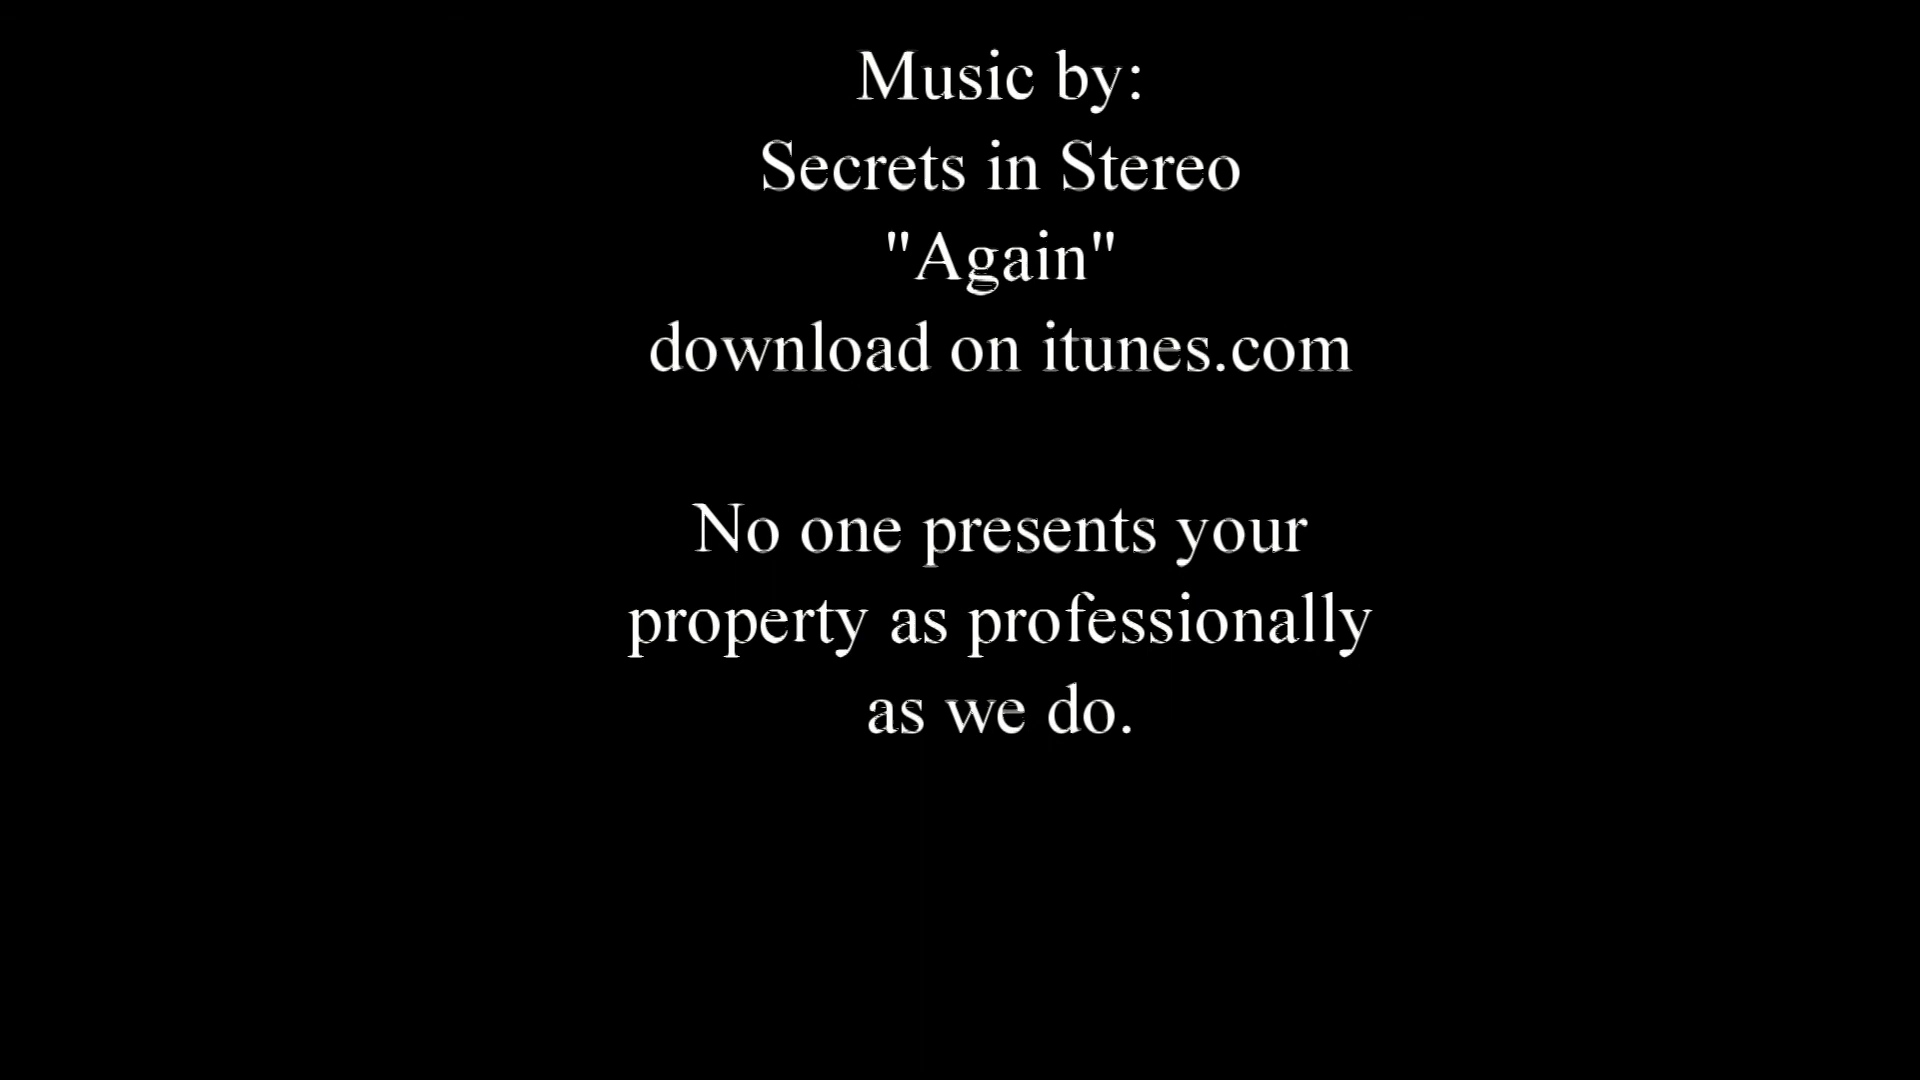 Music by:
Secrets in Stereo
"Again"
download on itunes.com
No one presents your
property as professionally
as we do.